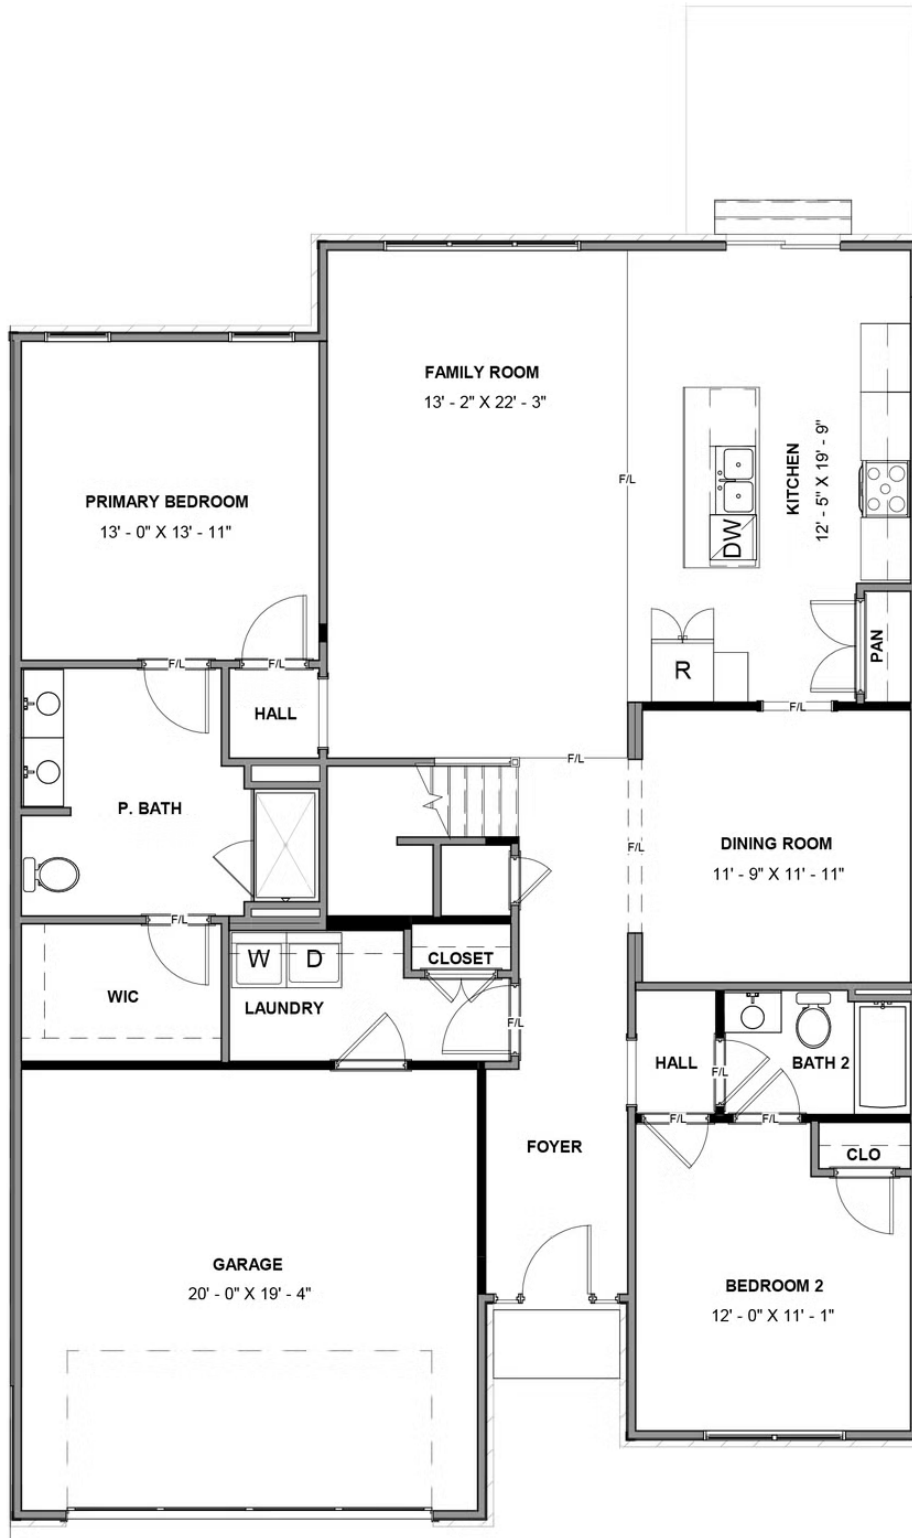 FAMILY ROOM
13' - 2" X 22' - 3"
F/L
KITCHEN
12' - 5" X 19' - 9"
DW
PRIMARY BEDROOM
13' - 0" X 13' - 11"
R
PAN
F/L
F/L
F/L
HALL
F/L
P. BATH
F/L
DINING ROOM
11' - 9" X 11' - 11"
F/L
WIC
W
D
CLOSET
LAUNDRY
F/L
HALL
F/L
BATH 2
F/L
F/L
FOYER
CLO
GARAGE
20' - 0" X 19' - 4"
BEDROOM 2
12' - 0" X 11' - 1"